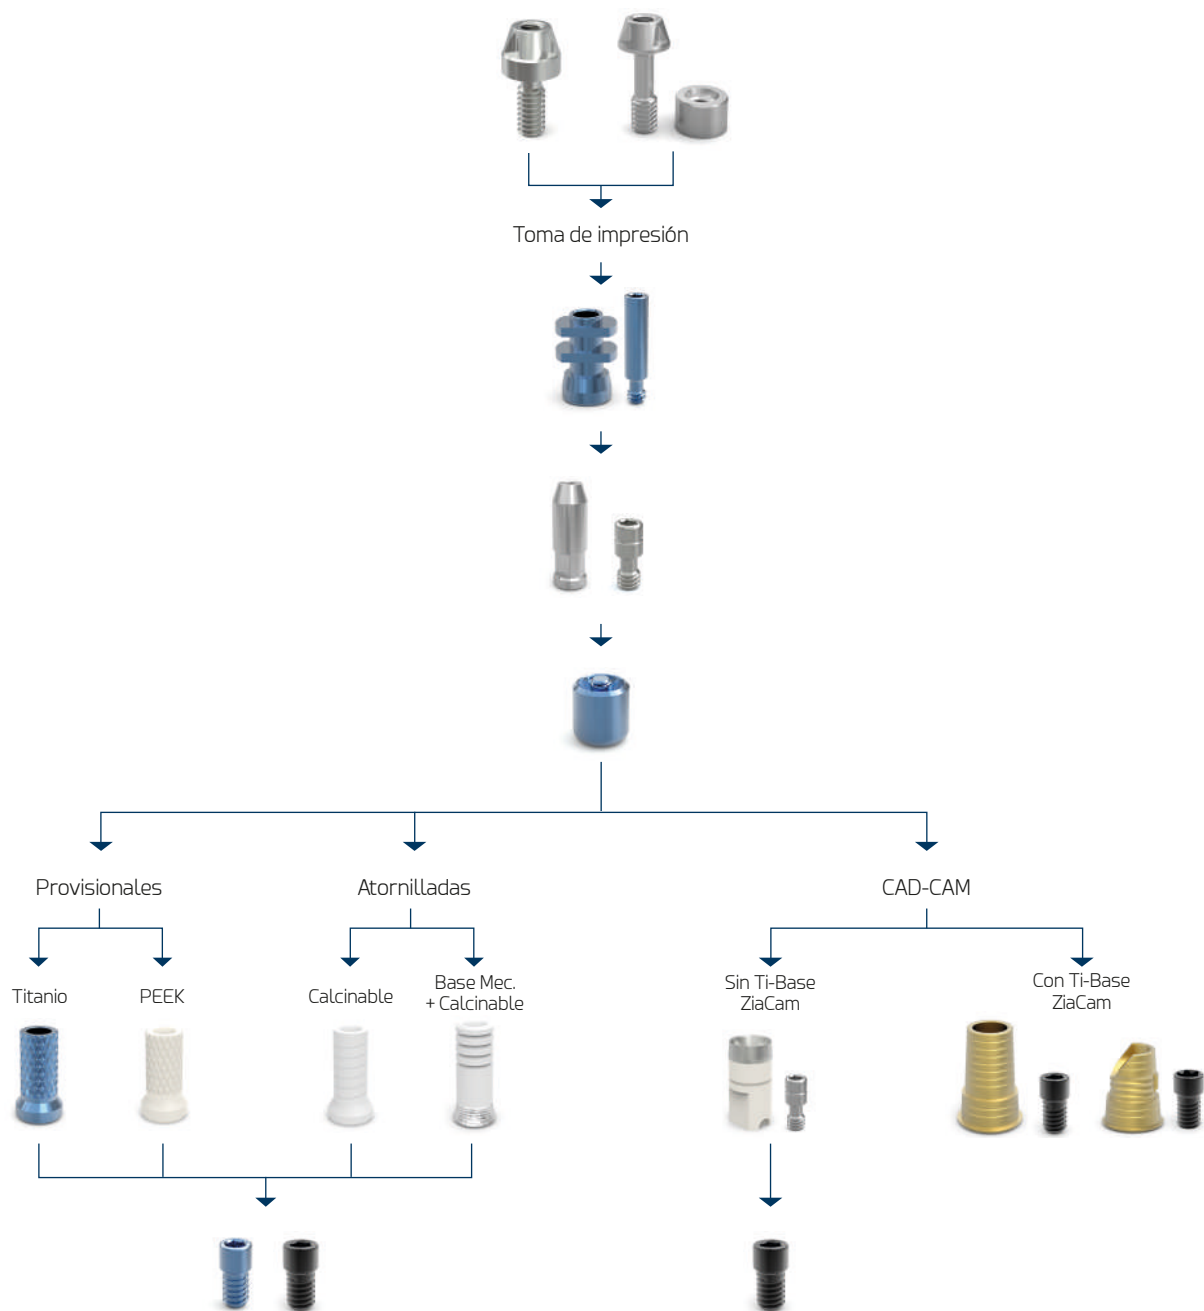 Toma de impresión
Provisionales
Atornilladas
CAD-CAM
Titanio
PEEK
Calcinable
Base Mec.
+ Calcinable
Sin Ti-Base
ZiaCam
Con Ti-Base
ZiaCam